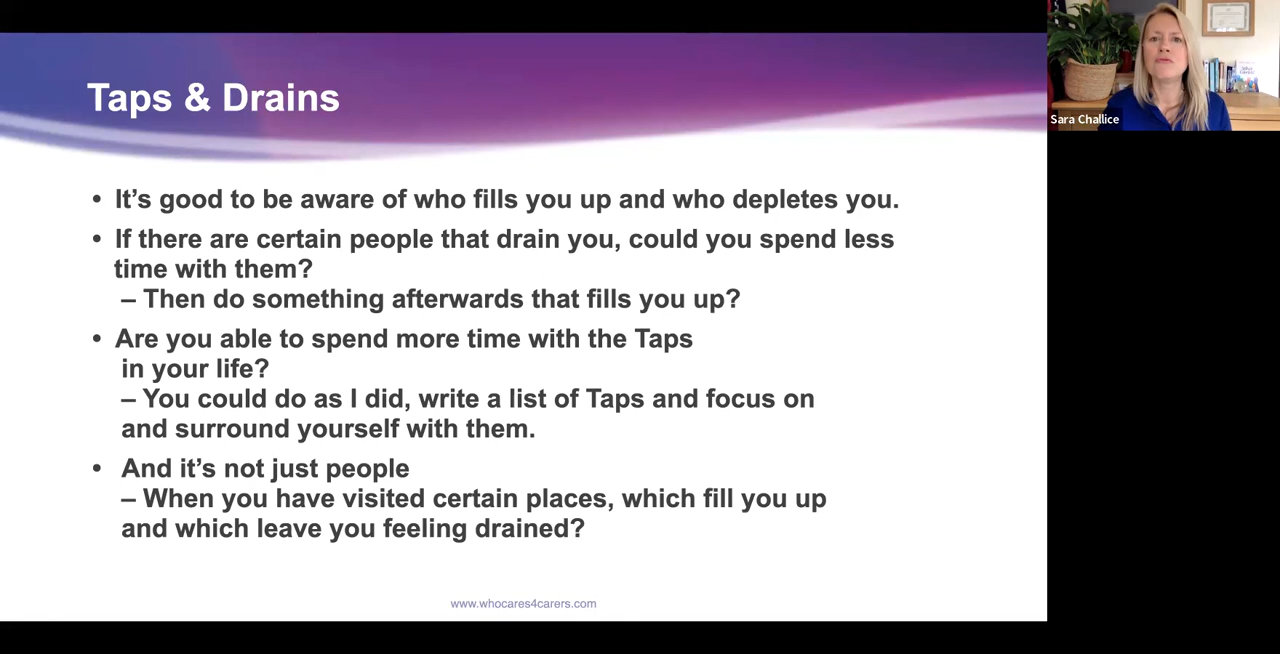 Taps & Drains
• It’s good to be aware of who fills you up and who depletes you.
• If there are certain people that drain you, could you spend less
time with them?
– Then do something afterwards that fills you up?
• Are you able to spend more time with the Taps
in your life?
– You could do as I did, write a list of Taps and focus on
and surround yourself with them.
• And it’s not just people
– When you have visited certain places, which fill you up
and which leave you feeling drained?
www.whocares4carers.com
Sara Challice